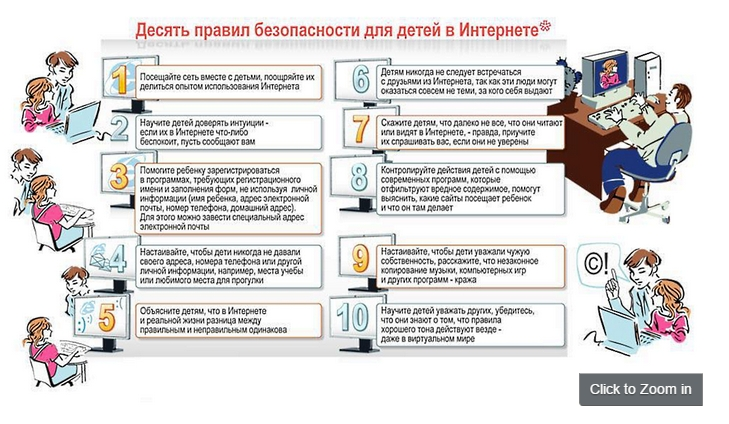 Десять правил безопасности для детей в Интернете*
1
Посещайте сеть вместе с детьми, поощряйте их
делиться опытом использования Интернета
2
Научите детей доверять интуиции -
если их в Интернете что-либо
беспокоит, пусть сообщают вам
3
Помогите ребенку зарегистрироваться
в программах, требующих регистрационного
имени и заполнения форм, не используя личной
информации (имя ребенка, адрес электронной
почты, номер телефона, домашний адрес).
Для этого можно завести специальный адрес
электронной почты
4
Настаивайте, чтобы дети никогда не давали
своего адреса, номера телефона или другой
личной информации, например, места учебы
или любимого места для прогулки
5
Объясните детям, что в Интернете
и реальной жизни разница между
правильным и неправильным одинакова
6
Детям никогда не следует встречаться
с друзьями из Интернета, так как эти люди могут
оказаться совсем не теми, за кого себя выдают
7
Скажите детям, что далеко не все, что они читают
или видят в Интернете, - правда, приучите
их спрашивать вас, если они не уверены
8
Контролируйте действия детей с помощью
современных программ, которые
отфильтруют вредное содержимое, помогут
выяснить, какие сайты посещает ребенок
и что он там делает
9
Настаивайте, чтобы дети уважали чужую
собственность, расскажите, что незаконное
копирование музыки, компьютерных игр
и других программ - кража
10
Научите детей уважать других, убедитесь,
что они знают о том, что правила
хорошего тона действуют везде -
даже в виртуальном мире
©!
Click to Zoom in